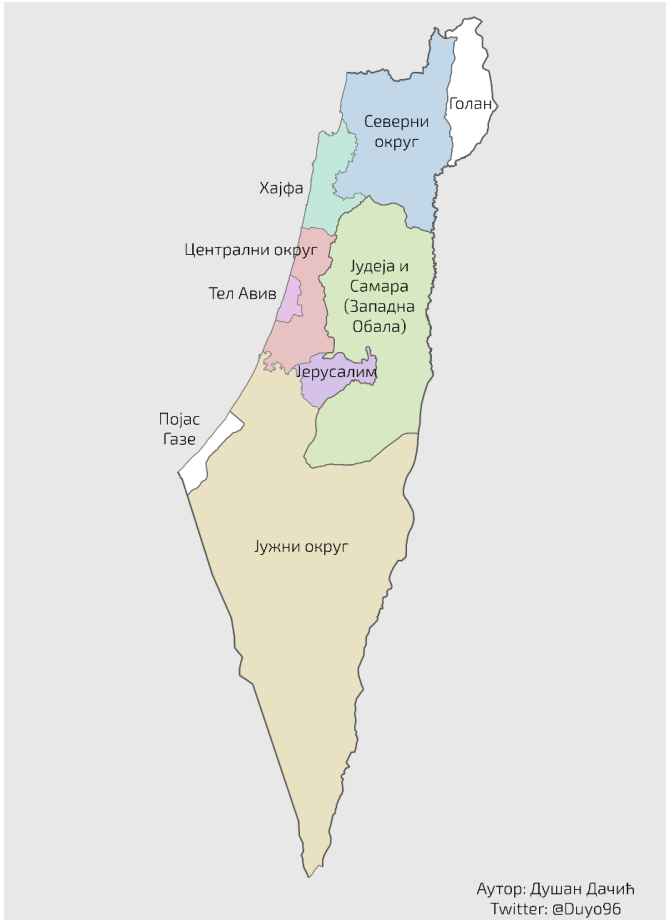 Голан
Северни
округ
Хајфа
Централни округ
Јудеја и
Самара
(Западна
Обала)
Тел Авив
Јерусалим
Појас
Газе
Јужни округ
Аутор: Душан Дачић
Twitter: @Duyo96